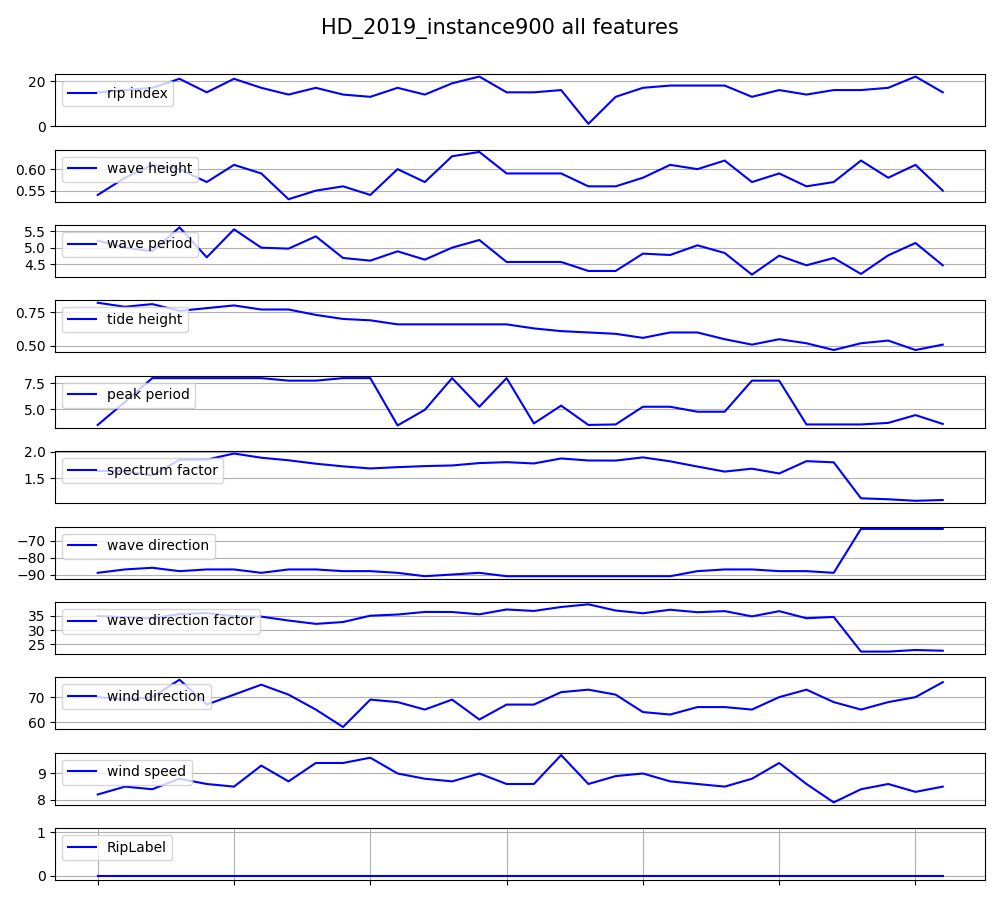 HD_2019_instance900 all features
20
0
rip index
0.60
0.55
wave height
5.5
5.0
4.5
wave period
0.75
0.50
tide height
7.5
5.0
peak period
2.0
1.5
spectrum factor
−70
−80
−90
wave direction
35
30
25
wave direction factor
70
60
wind direction
9
8
wind speed
1
0
RipLabel